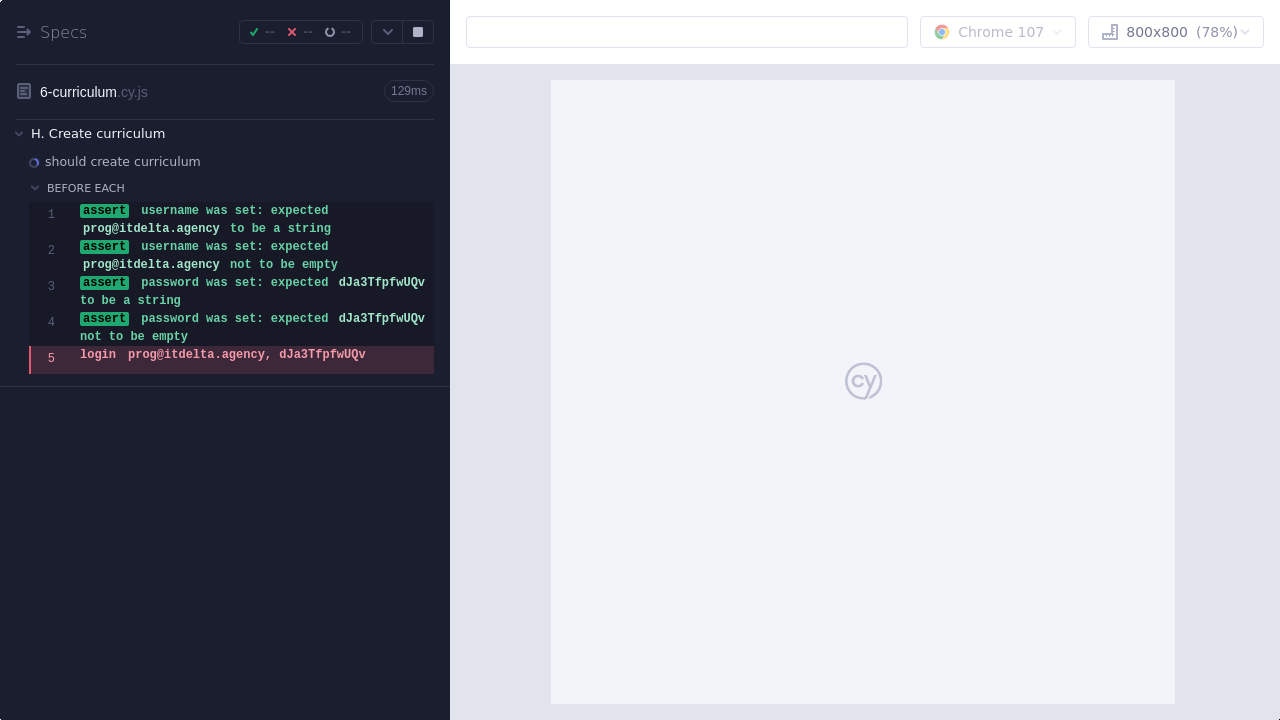 Specs
--
--
--
Chrome 107
800x800 (78%)
6-curriculum.cy.js
129ms
H. Create curriculum
should create curriculum
BEFORE EACH
1 assert username was set: expected
prog@itdelta.agency to be a string
2 assert username was set: expected
prog@itdelta.agency not to be empty
3 assert password was set: expected dJa3TfpfwUQv
to be a string
4 assert password was set: expected dJa3TfpfwUQv
not to be empty
5 login prog@itdelta.agency, dJa3TfpfwUQv
cy